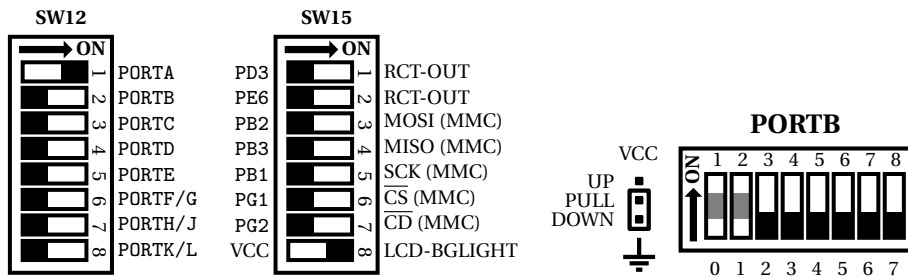 SW12
ON
1 PORTA
2 PORTB
3 PORTC
4 PORTD
5 PORTE
6 PORTF/G
7 PORTH/J
8 PORTK/L
SW15
ON
PD3 1 RCT-OUT
PE6 2 RCT-OUT
PB2 3 MOSI (MMC)
PB3 4 MISO (MMC)
PB1 5 SCK (MMC)
PG1 6 CS (MMC)
PG2 7 CD (MMC)
VCC 8 LCD-BGLIGHT
VCC
UP
PULL
DOWN
PORTB
ON
1 2 3 4 5 6 7 8
0 1 2 3 4 5 6 7